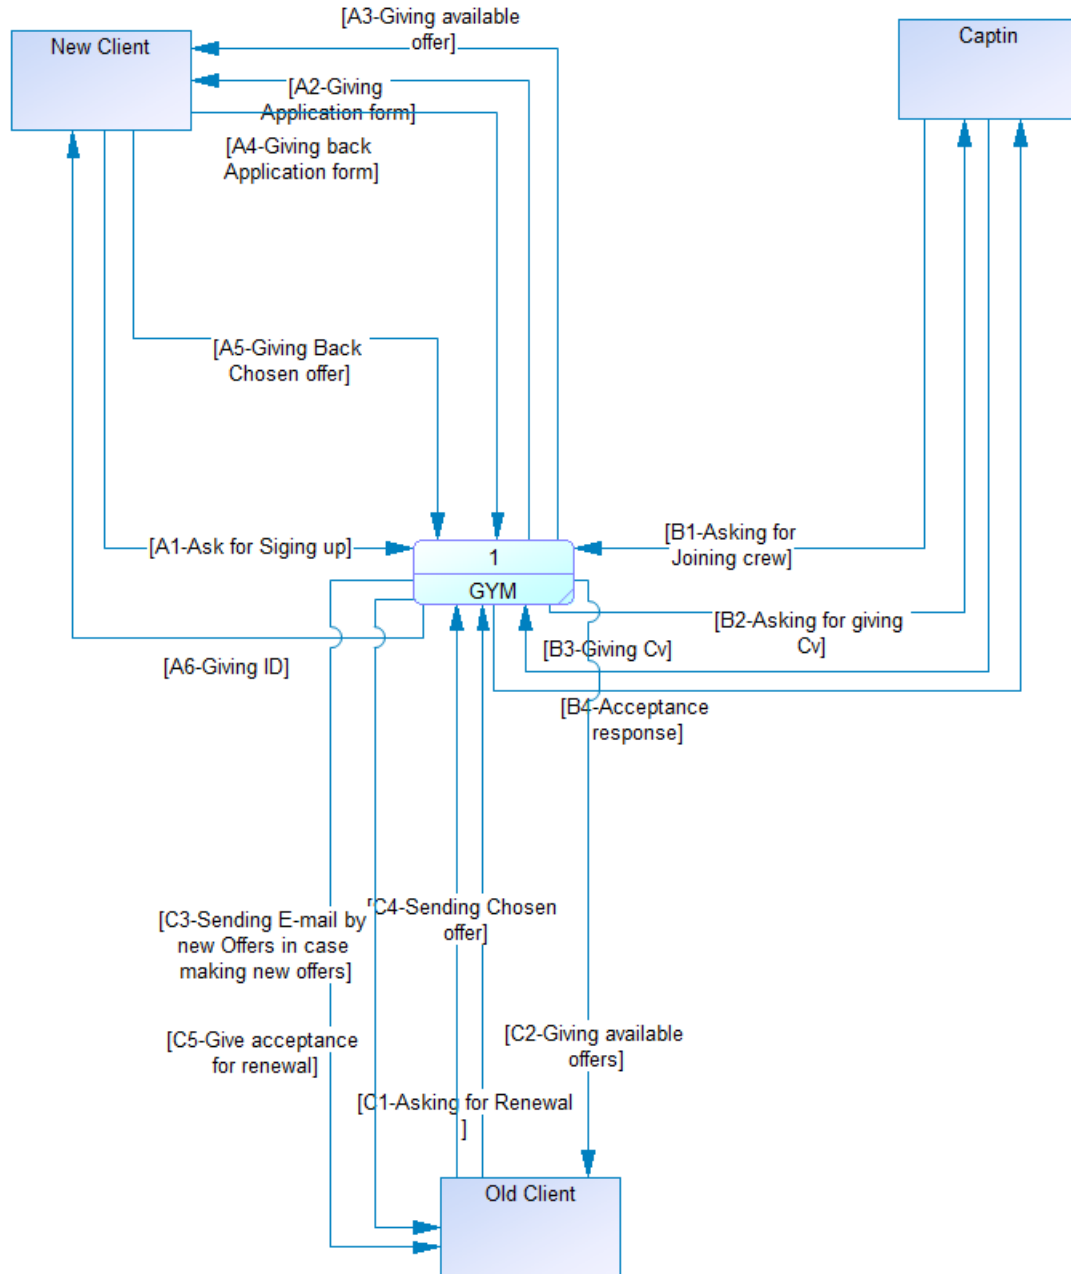 [A3-Giving available
offer]
New Client
Captin
[A2-Giving
Application form]
[A4-Giving back
Application form]
[A5-Giving Back
Chosen offer]
[A1-Ask for Siging up]
[B1-Asking for
Joining crew]
1
GYM
[B2-Asking for giving
Cv]
[B3-Giving Cv]
[A6-Giving ID]
[B4-Acceptance
response]
[C3-Sending E-mail by
new Offers in case
making new offers]
[C4-Sending Chosen
offer]
[C5-Give acceptance
for renewal]
[C2-Giving available
offers]
[C1-Asking for Renewal
]
Old Client